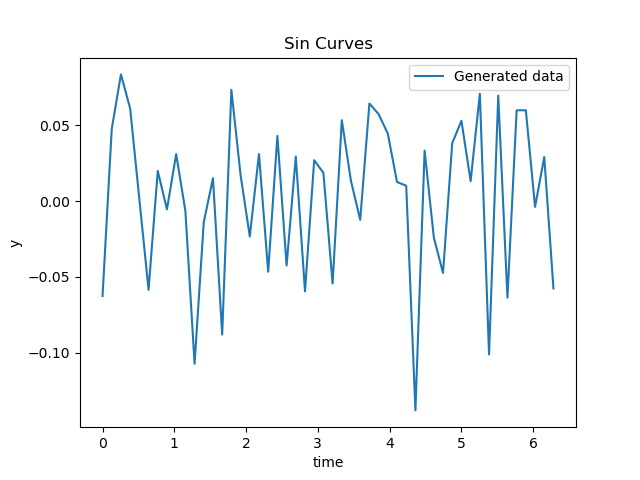 Sin Curves
Generated data
0.05
0.00
−0.05
−0.10
y
0 1 2 3 4 5 6
time